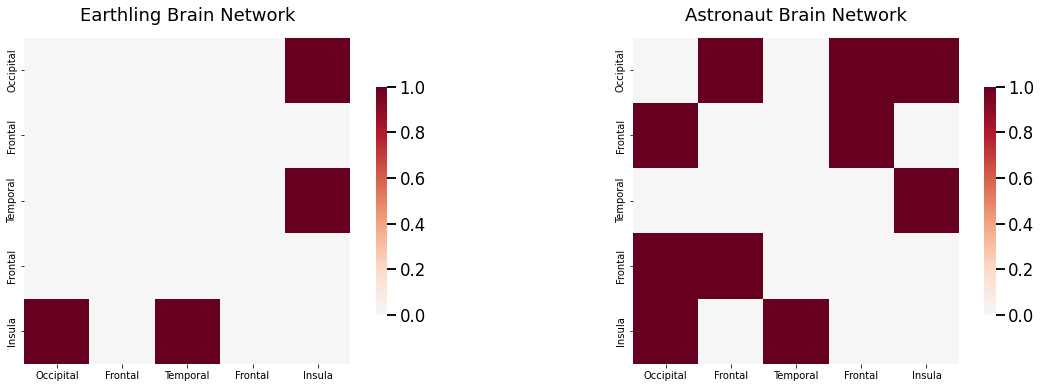 Earthling Brain Network
Astronaut Brain Network
Occipital
Frontal
Temporal
Frontal
Insula
Occipital
Frontal
Temporal
Frontal
Insula
1.0
0.8
0.6
0.4
0.2
0.0
Occipital
Frontal
Temporal
Frontal
Insula
Occipital
Frontal
Temporal
Frontal
Insula
1.0
0.8
0.6
0.4
0.2
0.0